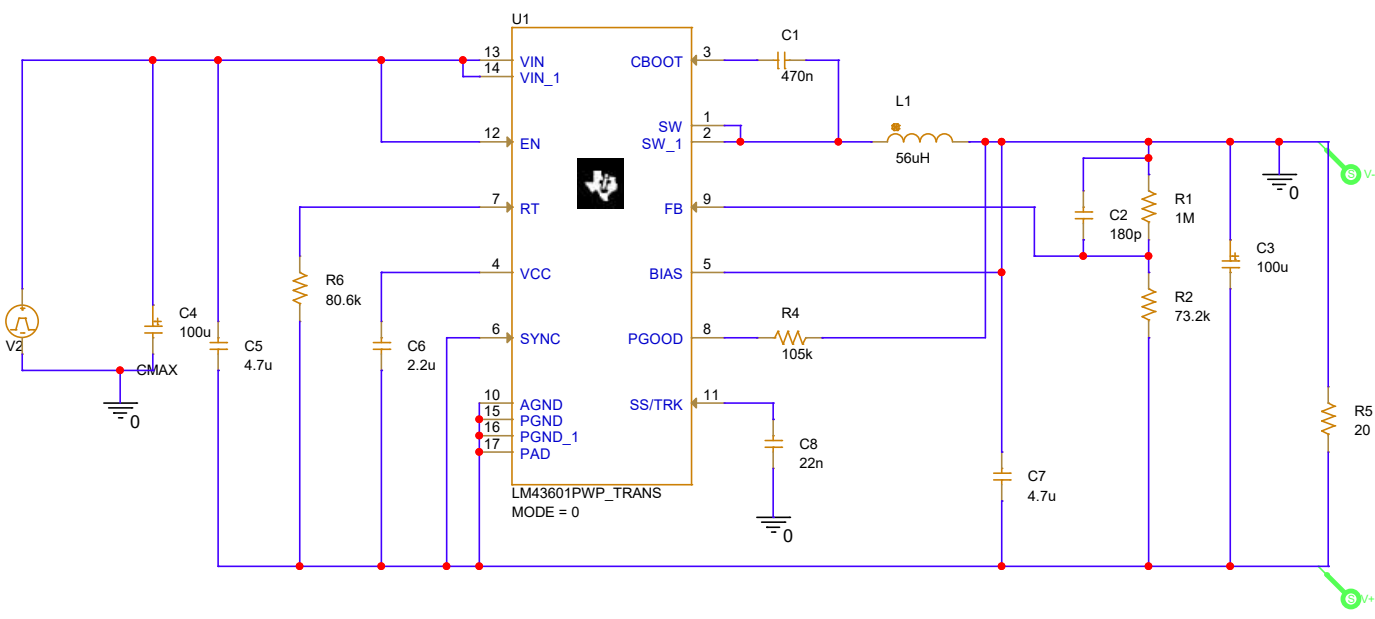 U1
C1
13
VIN
14
VIN_1
CBOOT
3
470n
L1
SW
1
SW_1
2
56uH
12
EN
7
RT
FB
9
0
V-
C2
180p
R1
1M
C3
100u
4
VCC
BIAS
5
R6
80.6k
R2
73.2k
C4
100u
CMAX
V2
C5
4.7u
C6
2.2u
6
SYNC
PGOOD
8
R4
105k
0
10
AGND
15
PGND
16
PGND_1
17
PAD
SS/TRK
11
C8
22n
R5
20
LM43601PWP_TRANS
MODE = 0
C7
4.7u
0
S
S
V+